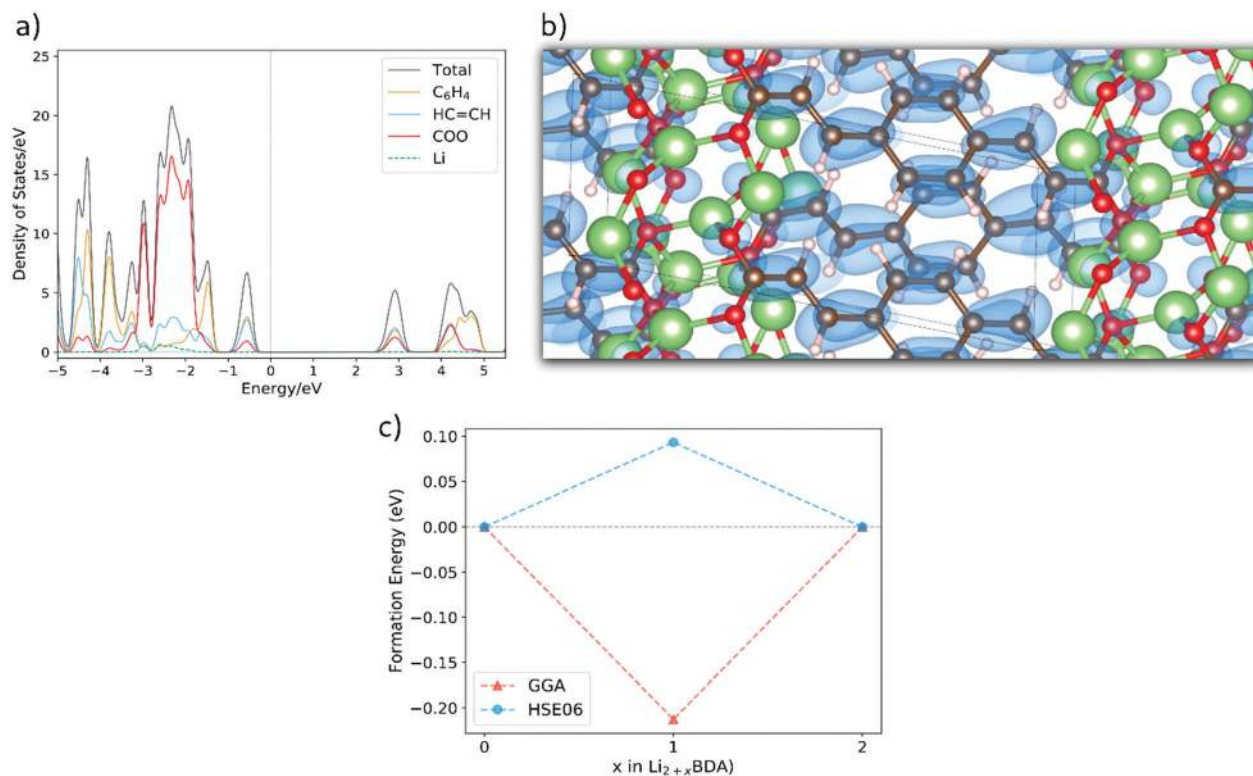 a)
25
20
15
10
5
0
Density of States/eV
−5 −4 −3 −2 −1 0 1 2 3 4 5
Energy/eV
Total
C₆H₄
HC=CH
COO
Li
b)
c)
0.10
0.05
0.00
−0.05
−0.10
−0.15
−0.20
Formation Energy (eV)
GGA
HSE06
0 1 2
x in Li₂₊ₓBDA)